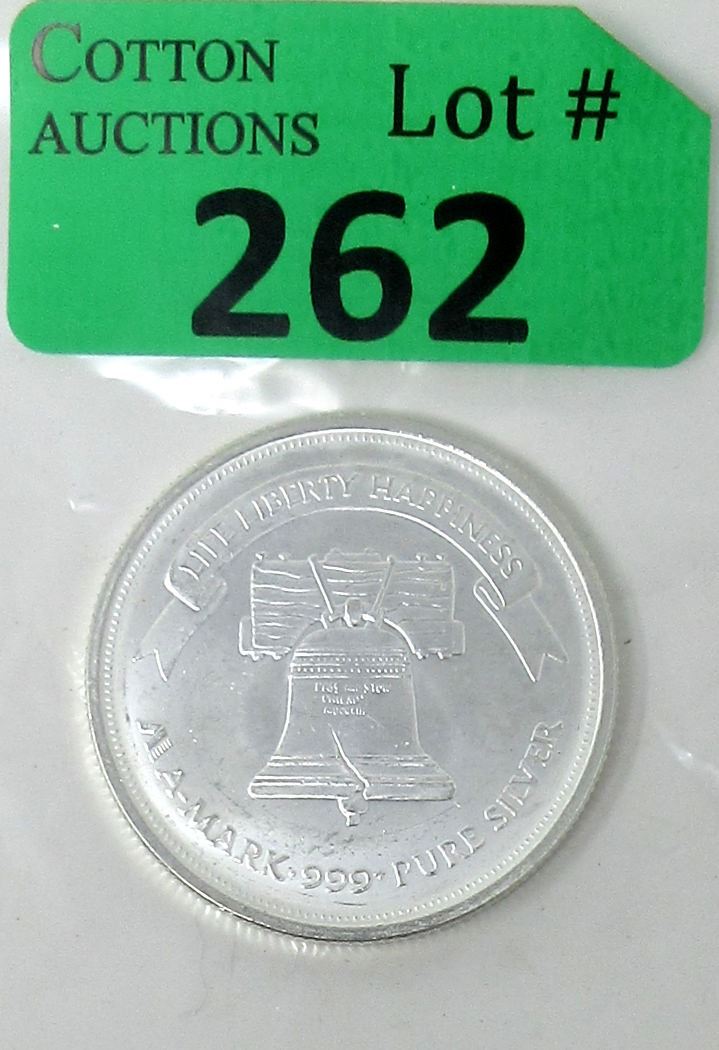 COTTON
AUCTIONS
Lot #
262
LIFE LIBERTY HAPPINESS
A-MARK .999+ PURE SILVER